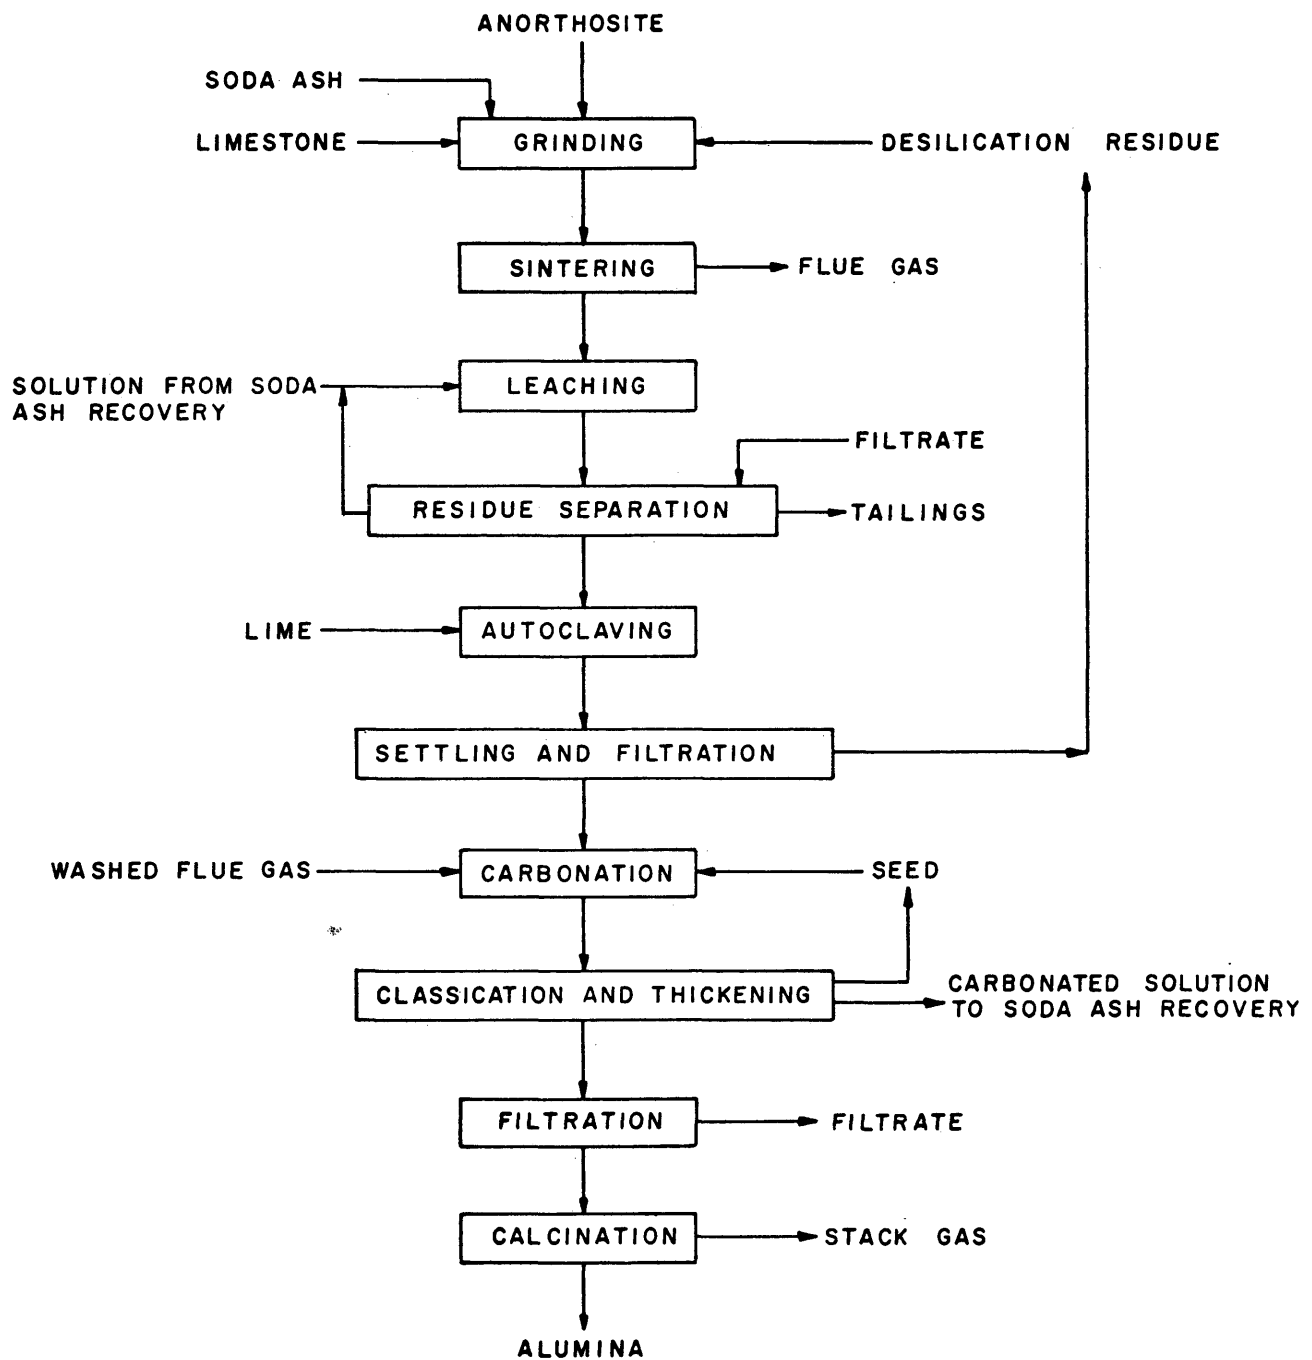 ANORTHOSITE
SODA ASH
LIMESTONE
GRINDING
DESILICATION RESIDUE
SINTERING
FLUE GAS
SOLUTION FROM SODA
ASH RECOVERY
LEACHING
FILTRATE
RESIDUE SEPARATION
TAILINGS
LIME
AUTOCLAVING
SETTLING AND FILTRATION
WASHED FLUE GAS
CARBONATION
SEED
CLASSICATION AND THICKENING
CARBONATED SOLUTION
TO SODA ASH RECOVERY
FILTRATION
FILTRATE
CALCINATION
STACK GAS
ALUMINA